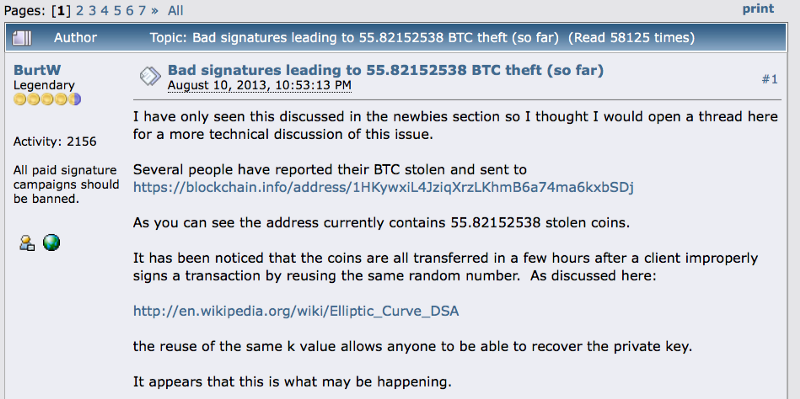 Pages: [1] 2 3 4 5 6 7 » All
print
Author
Topic: Bad signatures leading to 55.82152538 BTC theft (so far) (Read 58125 times)
BurtW
Legendary
Activity: 2156
All paid signature
campaigns should
be banned.
Bad signatures leading to 55.82152538 BTC theft (so far)
August 10, 2013, 10:53:13 PM
#1
I have only seen this discussed in the newbies section so I thought I would open a thread here
for a more technical discussion of this issue.
Several people have reported their BTC stolen and sent to
https://blockchain.info/address/1HKywxiL4JziqXrzLKhmB6a74ma6kxbSDj
As you can see the address currently contains 55.82152538 stolen coins.
It has been noticed that the coins are all transferred in a few hours after a client improperly
signs a transaction by reusing the same random number. As discussed here:
http://en.wikipedia.org/wiki/Elliptic_Curve_DSA
the reuse of the same k value allows anyone to be able to recover the private key.
It appears that this is what may be happening.